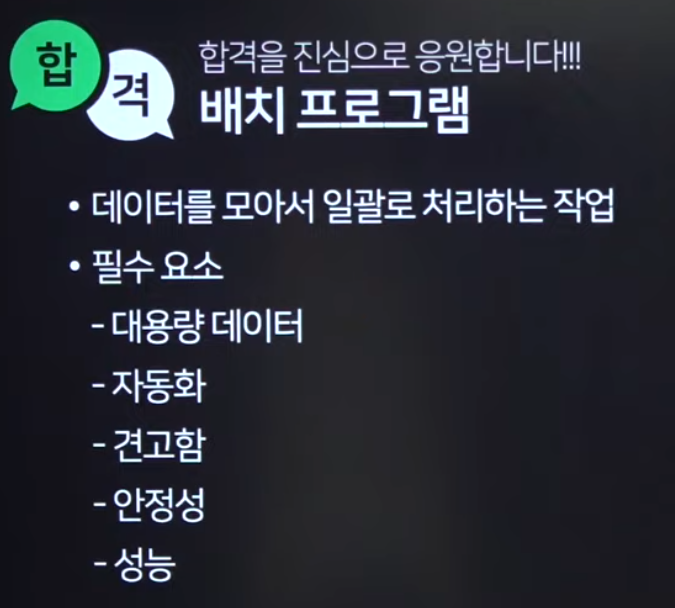 합격
합격을 진심으로 응원합니다!!!
배치 프로그램
• 데이터를 모아서 일괄로 처리하는 작업
• 필수 요소
- 대용량 데이터
- 자동화
- 견고함
- 안정성
- 성능